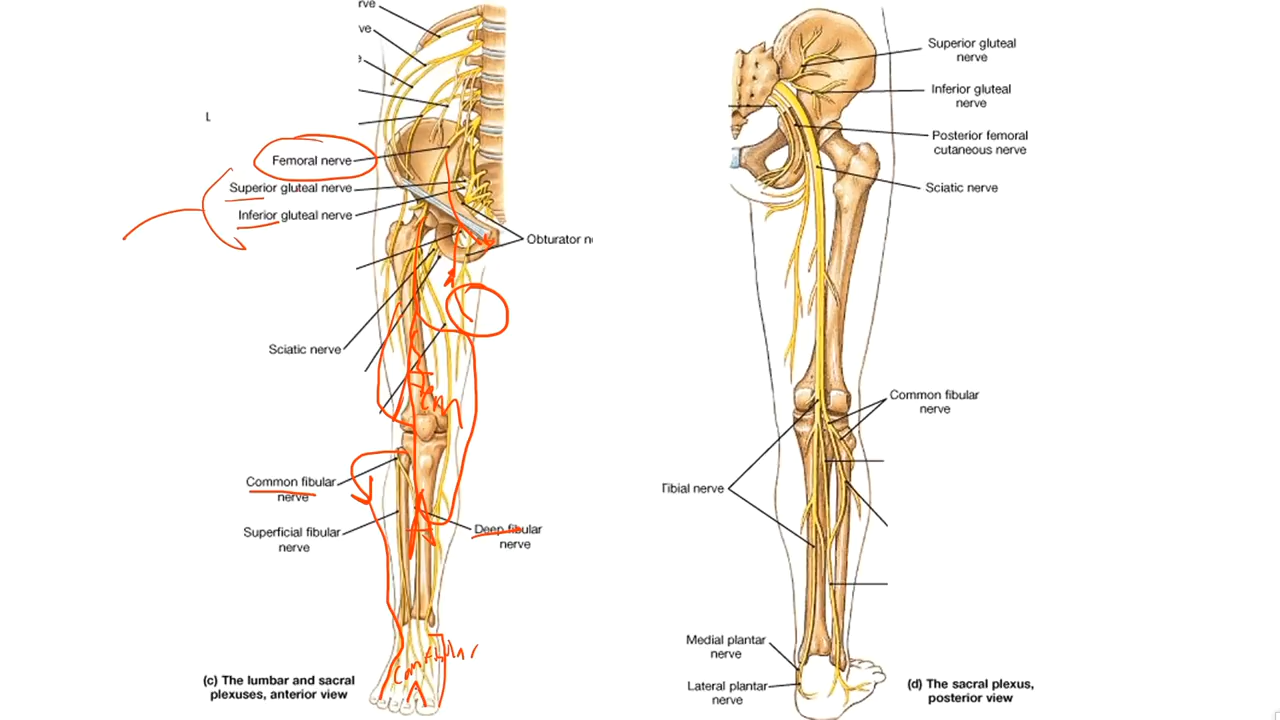 rve
ve
L
Femoral nerve
Superior gluteal nerve
Inferior gluteal nerve
Obturator n
Sciatic nerve
Common fibular
nerve
Superficial fibular
nerve
Deep fibular
nerve
(c) The lumbar and sacral
plexuses, anterior view
Superior gluteal
nerve
Inferior gluteal
nerve
Posterior femoral
cutaneous nerve
Sciatic nerve
Common fibular
nerve
Tibial nerve
Medial plantar
nerve
Lateral plantar
nerve
(d) The sacral plexus,
posterior view